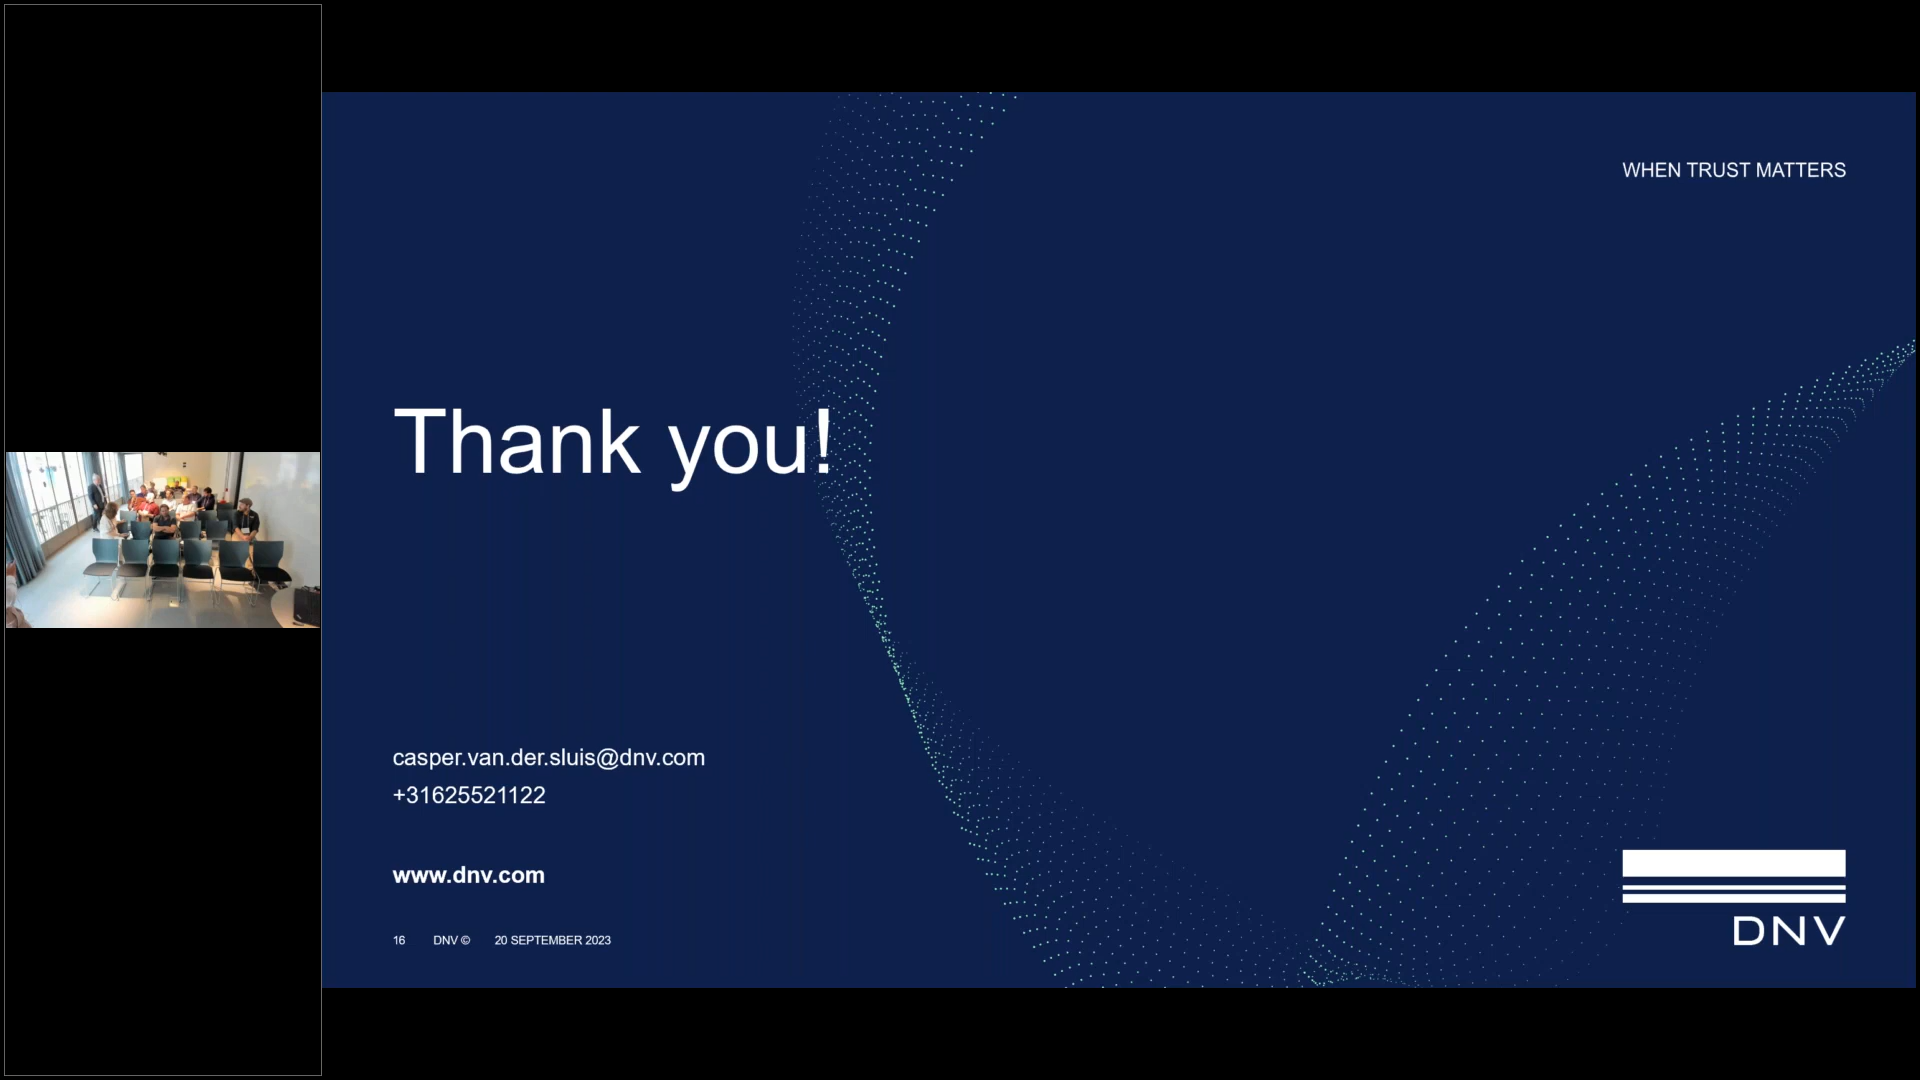 WHEN TRUST MATTERS
Thank you!
casper.van.der.sluis@dnv.com
+31625521122
www.dnv.com
16 DNV © 20 SEPTEMBER 2023
DNV